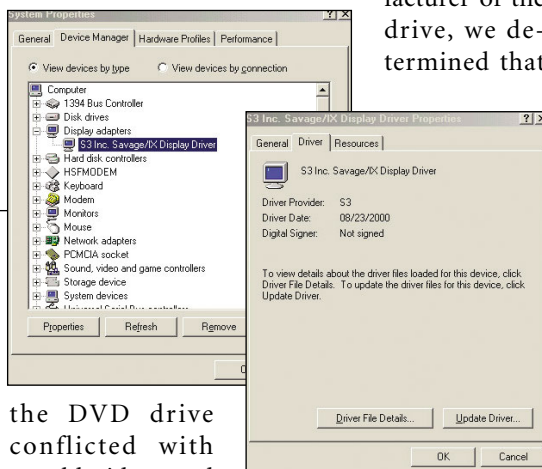 facturer of the
drive, we de-
termined that
System Properties
General Device Manager Hardware Profiles Performance
View devices by type View devices by connection
Computer
1394 Bus Controller
Disk drives
Display adapters
S3 Inc. Savage/IX Display Driver
Hard disk controllers
HSFMODEM
Keyboard
Modem
Monitors
Mouse
Network adapters
PCMCIA socket
Sound, video and game controllers
Storage device
System devices
Universal Serial Bus controllers
Properties Refresh Remove
S3 Inc. Savage/IX Display Driver Properties
General Driver Resources
S3 Inc. Savage/IX Display Driver
Driver Provider: S3
Driver Date: 08/23/2000
Digital Signer: Not signed
To view details about the driver files loaded for this device, click
Driver File Details. To update the driver files for this device, click
Update Driver.
Driver File Details... Update Driver...
OK Cancel
the DVD drive
conflicted with